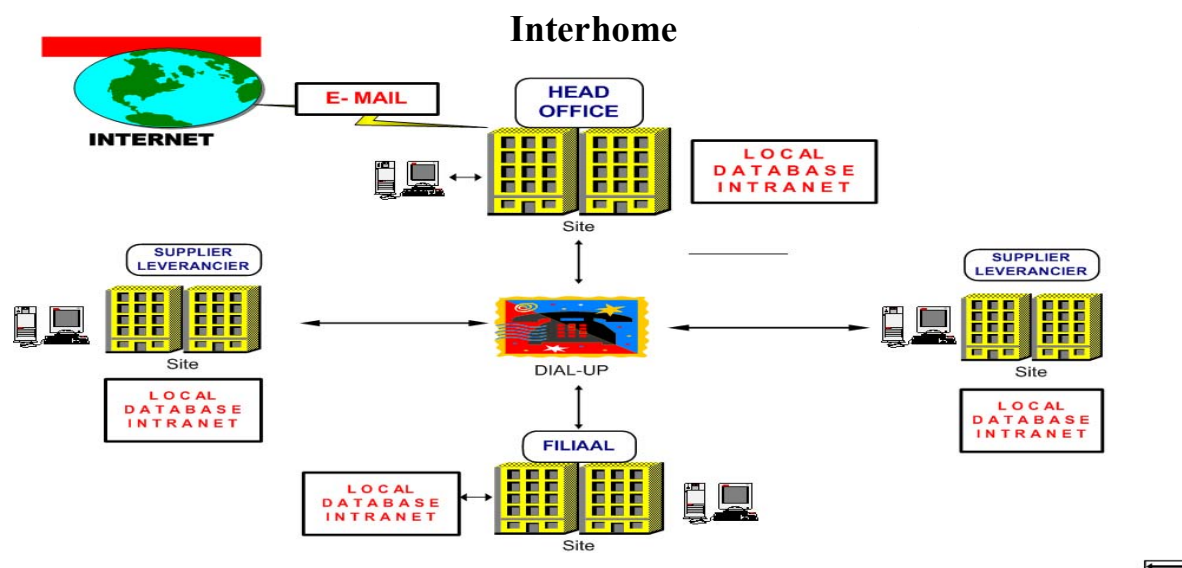 Interhome
E- MAIL
HEAD
OFFICE
INTERNET
LOCAL
DATABASE
INTRANET
Site
SUPPLIER
LEVERANCIER
SUPPLIER
LEVERANCIER
Site
DIAL-UP
Site
LOCAL
DATABASE
INTRANET
LOCAL
DATABASE
INTRANET
FILIAAL
LOCAL
DATABASE
INTRANET
Site